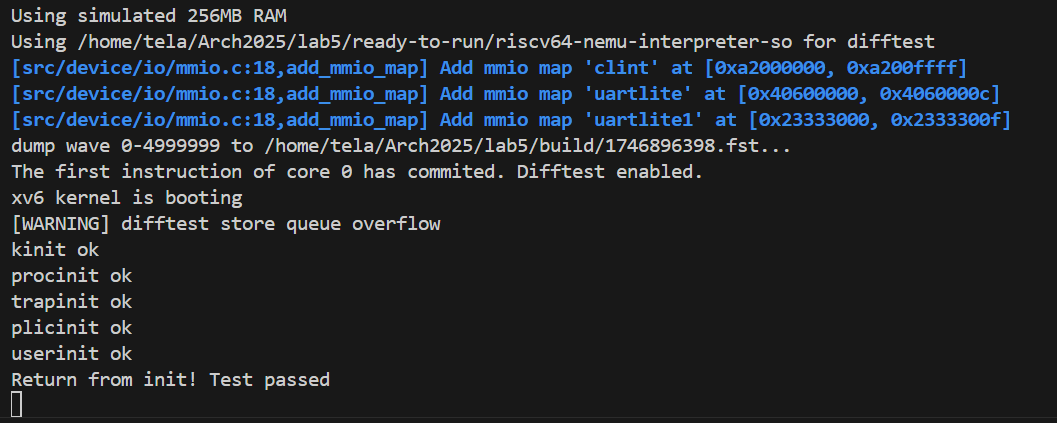 Using simulated 256MB RAM
Using /home/tela/Arch2025/lab5/ready-to-run/riscv64-nemu-interpreter-so for difftest
[src/device/io/mmio.c:18,add_mmio_map] Add mmio map 'clint' at [0xa2000000, 0xa200ffff]
[src/device/io/mmio.c:18,add_mmio_map] Add mmio map 'uartlite' at [0x40600000, 0x4060000c]
[src/device/io/mmio.c:18,add_mmio_map] Add mmio map 'uartlite1' at [0x23333000, 0x2333300f]
dump wave 0-4999999 to /home/tela/Arch2025/lab5/build/1746896398.fst...
The first instruction of core 0 has commited. Difftest enabled.
xv6 kernel is booting
[WARNING] difftest store queue overflow
kinit ok
procinit ok
trapinit ok
plicinit ok
userinit ok
Return from init! Test passed